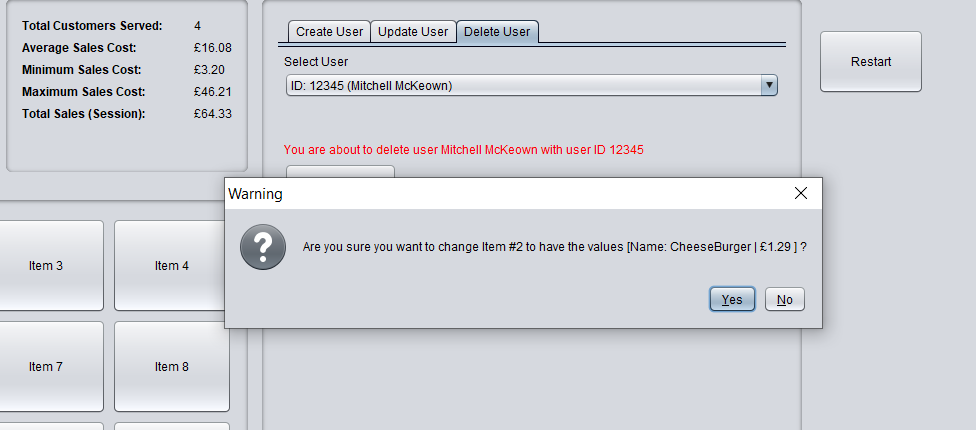 Total Customers Served: 4
Average Sales Cost: £16.08
Minimum Sales Cost: £3.20
Maximum Sales Cost: £46.21
Total Sales (Session): £64.33
Create User Update User Delete User
Select User
ID: 12345 (Mitchell McKeown)
You are about to delete user Mitchell McKeown with user ID 12345
Restart
Warning
Are you sure you want to change Item #2 to have the values [Name: CheeseBurger | £1.29 ] ?
Yes No
Item 3 Item 4
Item 7 Item 8